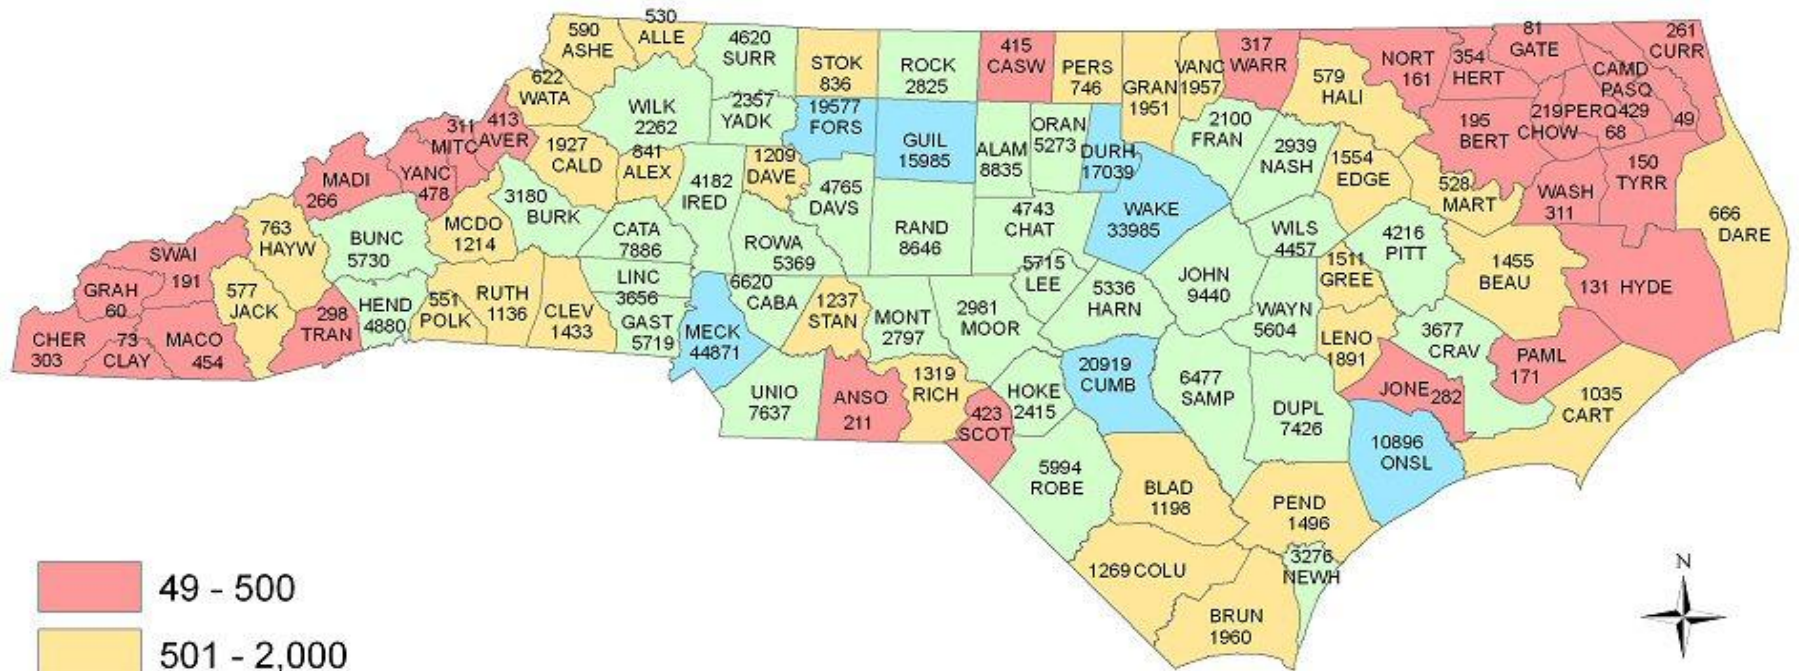 590
ASHE
530
ALLE
4620
SURR
STOK
836
ROCK
2825
415
CASW
PERS
746
GRAN
1951
VANC
1957
317
WARR
579
HALI
NORT
161
354
HERT
81
GATE
261
CURR
CAMD
PASQ
219
PERQ
429
CHOW
68
49
622
WATA
WILK
2262
2357
YADK
19577
FORS
GUIL
15985
ALAM
8835
ORAN
5273
DURH
17039
2100
FRAN
2939
NASH
1554
EDGE
195
BERT
528
MART
WASH
311
150
TYRR
666
DARE
311
MITC
413
AVER
1927
CALD
841
ALEX
4182
IRED
1209
DAVE
4765
DAVS
RAND
8646
4743
CHAT
WAKE
33985
WILS
4457
4216
PITT
1455
BEAU
131 HYDE
MADI
266
YANC
478
MCDO
1214
3180
BURK
CATA
7886
ROWA
5369
5715
LEE
JOHN
9440
1511
GREE
763
HAYW
BUNC
5730
LINC
3656
6620
CABA
1237
STAN
MONT
2797
2981
MOOR
5336
HARN
WAYN
5604
LENO
1891
3677
CRAV
PAML
171
SWAI
191
GRAH
60
577
JACK
298
TRAN
HEND
4880
551
POLK
RUTH
1136
CLEV
1433
GAST
5719
MECK
44871
CHER
303
73
CLAY
MACO
454
UNIO
7637
ANSO
211
1319
RICH
423
SCOT
HOKE
2415
20919
CUMB
6477
SAMP
DUPL
7426
JONE
282
1035
CART
10896
ONSL
5994
ROBE
BLAD
1198
PEND
1496
3276
NEWH
1269 COLU
BRUN
1960
N
49 - 500
501 - 2,000